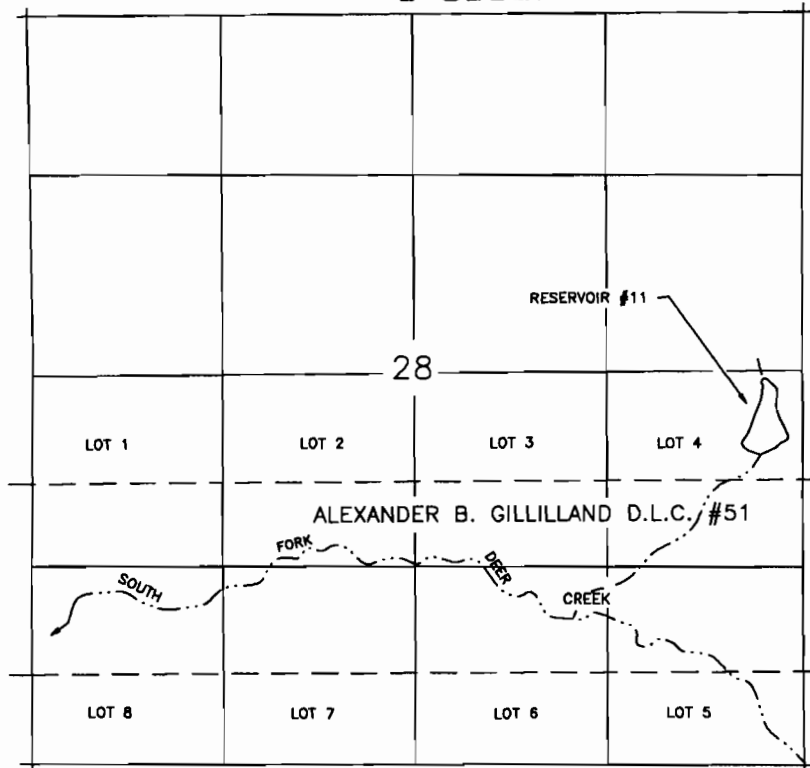 RESERVOIR #11
28
LOT 1
LOT 2
LOT 3
LOT 4
ALEXANDER B. GILLILLAND D.L.C. #51
SOUTH
FORK
DEER
CREEK
LOT 8
LOT 7
LOT 6
LOT 5